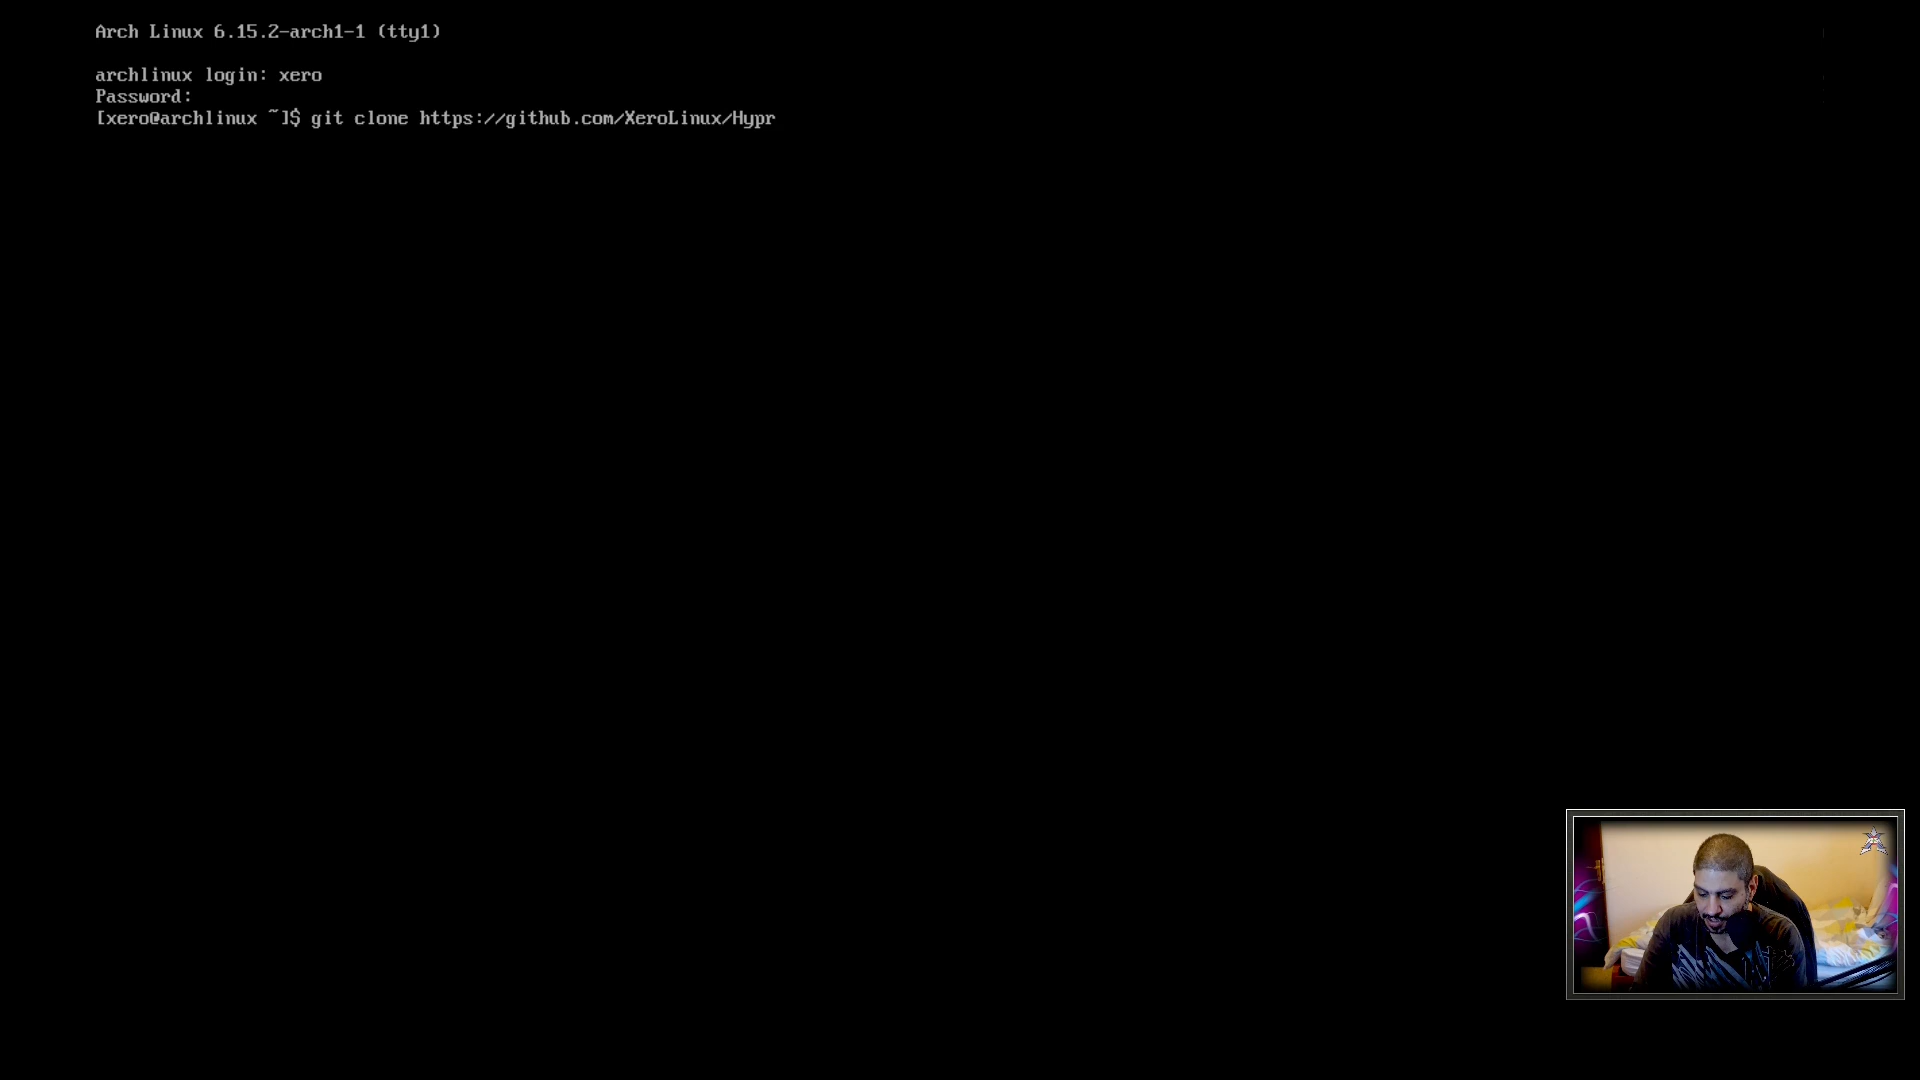 Arch Linux 6.15.2-arch1-1 (tty1)
archlinux login: xero
Password:
[xero@archlinux ~]$ git clone https://github.com/XeroLinux/Hypr